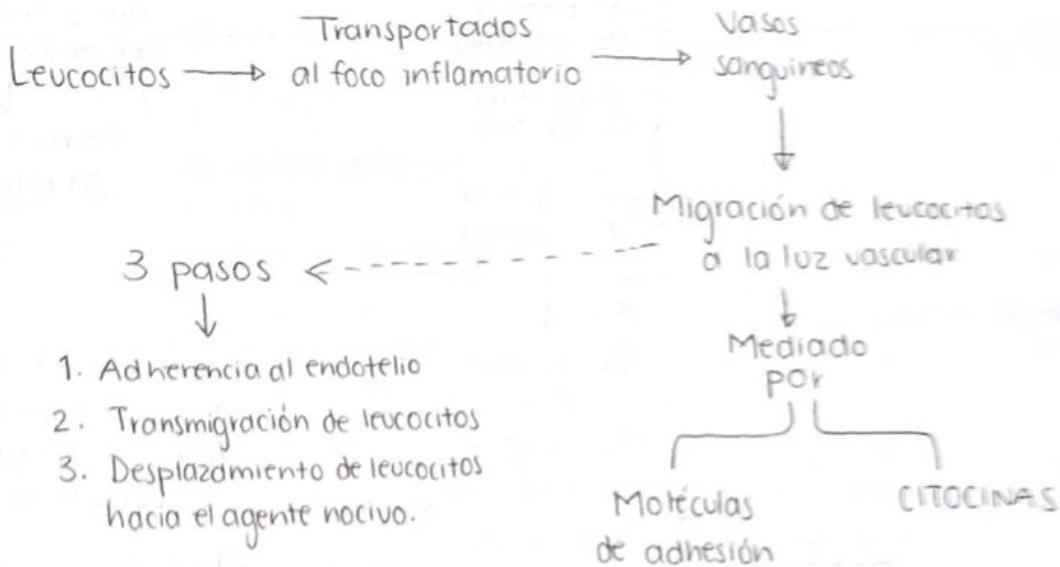 Leucocitos
Transportados
al foco inflamatorio
Vasos
sanguineos
Migración de leucocitos
a la luz vascular
3 pasos
1. Adherencia al endotelio
2. Transmigración de leucocitos
3. Desplazamiento de leucocitos
hacia el agente nocivo.
Mediado
por
Moléculas
de adhesión
CITOCINAS